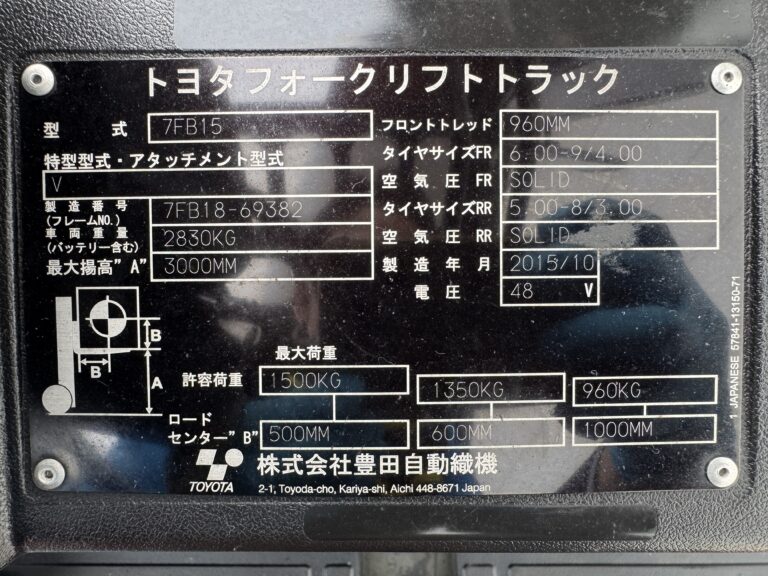 トヨタフォークリフトトラック
型式 7FB15 フロントトレッド 960MM
特型型式・アタッチメント型式 タイヤサイズFR 6.00-9/4.00
V 空気圧 FR SOLID
製造番号 (フレームNO.) 7FB18-69382 タイヤサイズRR 5.00-8/3.00
車両重量 (バッテリー含む) 2830KG 空気圧 RR SOLID
最大揚高"A" 3000MM 製造年月 2015/10
電圧 48 V
B
B
A
最大荷重
許容荷重 1500KG 1350KG 960KG
ロードセンター"B" 500MM 600MM 1000MM
TOYOTA 株式会社豊田自動織機
2-1, Toyoda-cho, Kariya-shi, Aichi 448-8671 Japan
1 JAPANESE 57841-13150-71